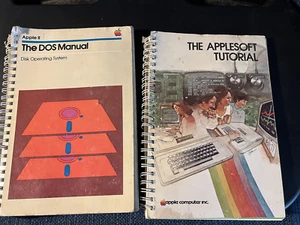 Apple II
The DOS Manual
Disk Operating System
THE APPLESOFT
TUTORIAL
apple computer inc.